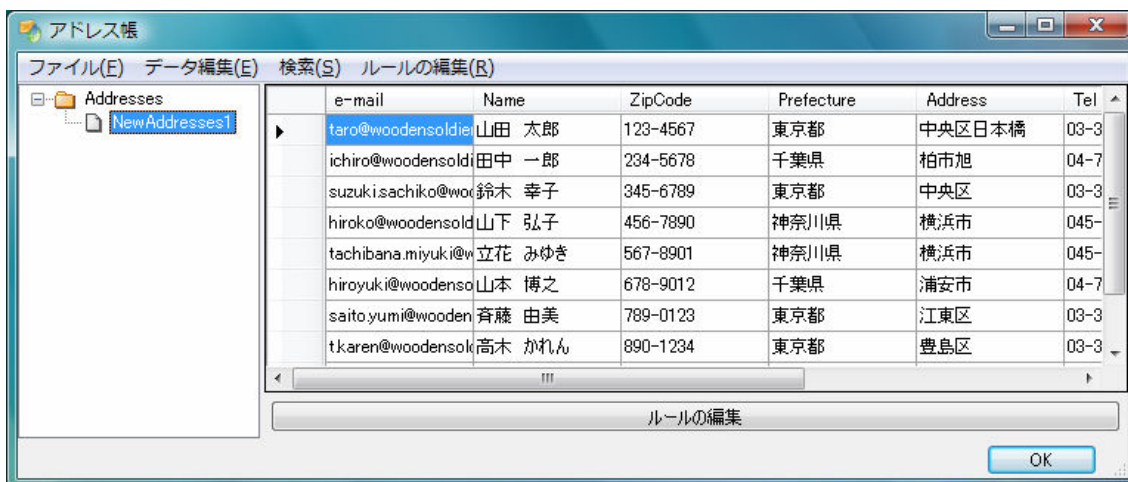 アドレス帳
ファイル(F) データ編集(E) 検索(S) ルールの編集(R)
Addresses
NewAddresses1
e-mail Name ZipCode Prefecture Address Tel
taro@woodensoldie 山田 太郎 123-4567 東京都 中央区日本橋 03-3
ichiro@woodensoldi 田中 一郎 234-5678 千葉県 柏市旭 04-7
suzuki.sachiko@woo 鈴木 幸子 345-6789 東京都 中央区 03-3
hiroko@woodensold 山下 弘子 456-7890 神奈川県 横浜市 045-
tachibana.miyuki@w 立花 みゆき 567-8901 神奈川県 横浜市 045-
hiroyuki@woodenso 山本 博之 678-9012 千葉県 浦安市 04-7
saito.yumi@wooden 斉藤 由美 789-0123 東京都 江東区 03-3
t.karen@woodensol 高木 かれん 890-1234 東京都 豊島区 03-3
ルールの編集
OK